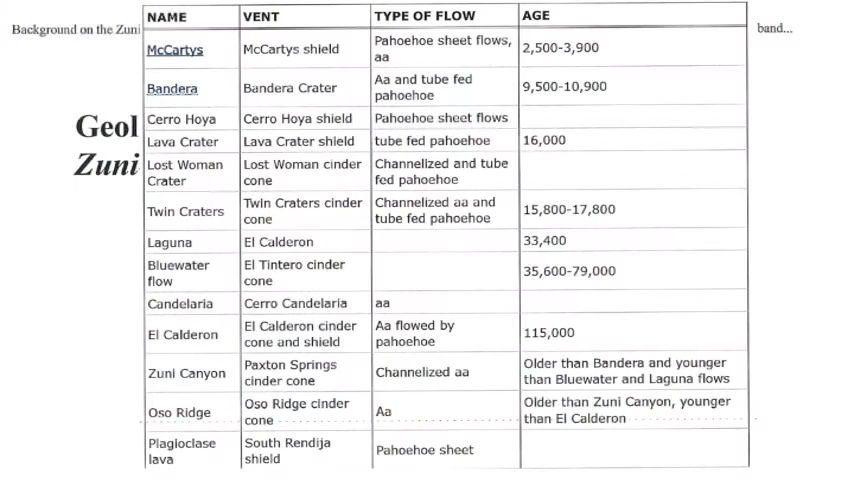 Background on the Zuni
band...
Geol
Zuni
NAME VENT TYPE OF FLOW AGE
McCartys McCartys shield Pahoehoe sheet flows, aa 2,500-3,900
Bandera Bandera Crater Aa and tube fed pahoehoe 9,500-10,900
Cerro Hoya Cerro Hoya shield Pahoehoe sheet flows
Lava Crater Lava Crater shield tube fed pahoehoe 16,000
Lost Woman Crater Lost Woman cinder cone Channelized and tube fed pahoehoe
Twin Craters Twin Craters cinder cone Channelized aa and tube fed pahoehoe 15,800-17,800
Laguna El Calderon 33,400
Bluewater flow El Tintero cinder cone 35,600-79,000
Candelaria Cerro Candelaria aa
El Calderon El Calderon cinder cone and shield Aa flowed by pahoehoe 115,000
Zuni Canyon Paxton Springs cinder cone Channelized aa Older than Bandera and younger than Bluewater and Laguna flows
Oso Ridge Oso Ridge cinder cone Aa Older than Zuni Canyon, younger than El Calderon
Plagioclase lava South Rendija shield Pahoehoe sheet